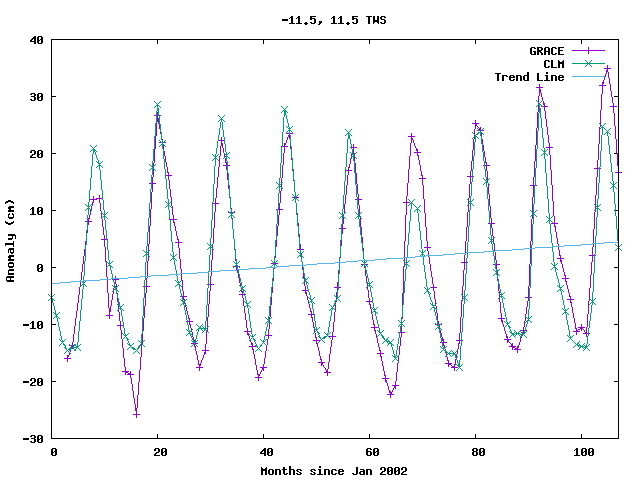 -11.5, 11.5 TWS
GRACE
CLM
Trend Line
Anomaly (cm)
40
30
20
10
0
-10
-20
-30
0 20 40 60 80 100
Months since Jan 2002